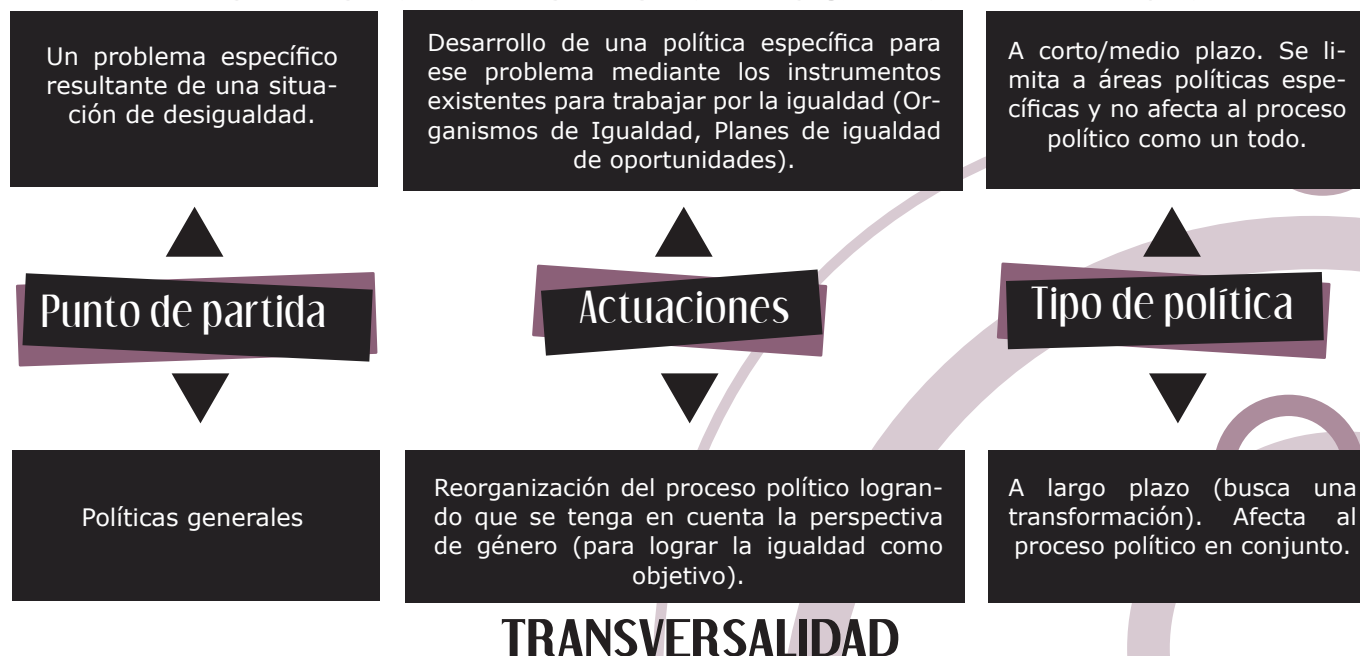 Un problema específico
resultante de una situa-
ción de desigualdad.
Desarrollo de una política específica para
ese problema mediante los instrumentos
existentes para trabajar por la igualdad (Or-
ganismos de Igualdad, Planes de igualdad
de oportunidades).
A corto/medio plazo. Se li-
mita a áreas políticas espe-
cíficas y no afecta al proceso
político como un todo.
Punto de partida
Actuaciones
Tipo de política
Políticas generales
Reorganización del proceso político logran-
do que se tenga en cuenta la perspectiva
de género (para lograr la igualdad como
objetivo).
A largo plazo (busca una
transformación). Afecta al
proceso político en conjunto.
TRANSVERSALIDAD